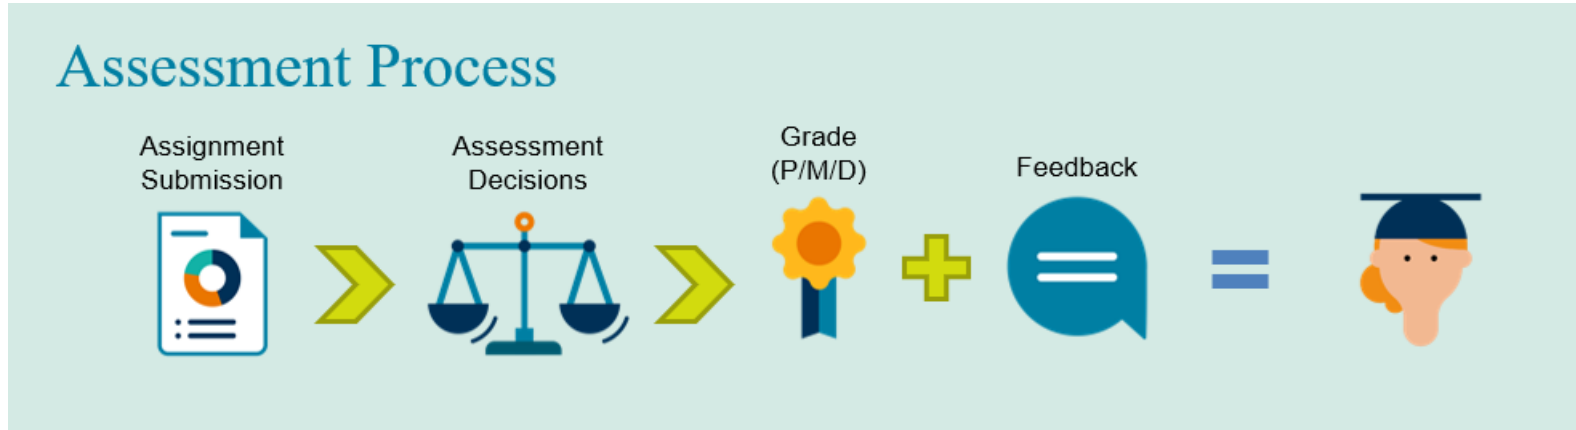 Assessment Process
Assignment
Submission
Assessment
Decisions
Grade
(P/M/D)
Feedback